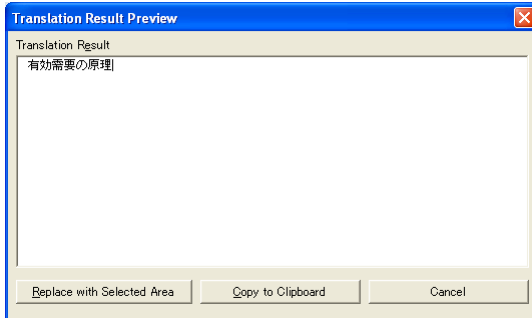 Translation Result Preview
Translation Result
有効需要の原理
Replace with Selected Area
Copy to Clipboard
Cancel